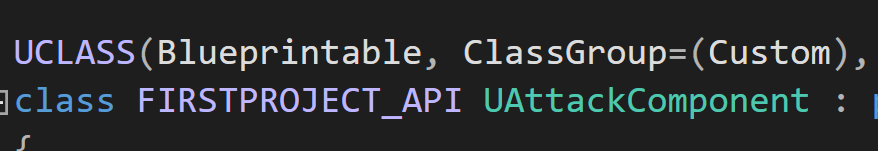 UCLASS(Blueprintable, ClassGroup=(Custom),
class FIRSTPROJECT_API UAttackComponent :
{